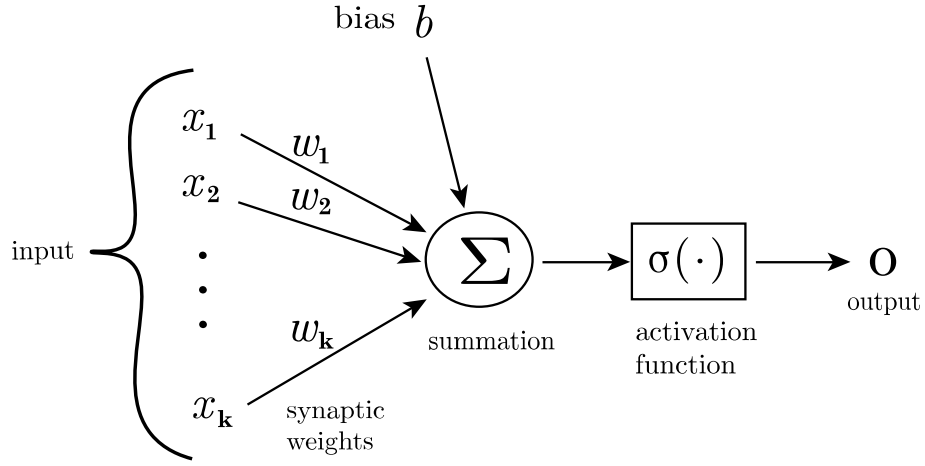 bias b
x₁
w₁
x₂
w₂
input
Σ
σ(·)
o
output
summation
activation
function
wₖ
xₖ
synaptic
weights